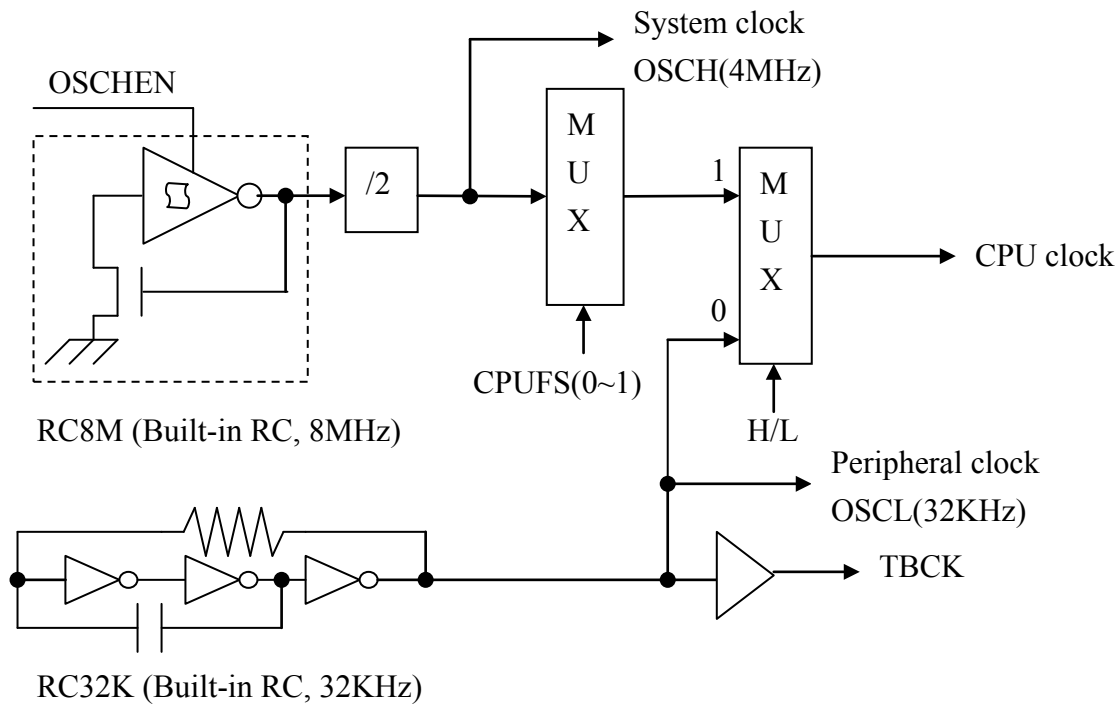 System clock
OSCH(4MHz)
OSCHEN
M
U
X
/2
1
M
U
X
CPU clock
0
CPUFS(0~1)
H/L
RC8M (Built-in RC, 8MHz)
Peripheral clock
OSCL(32KHz)
TBCK
RC32K (Built-in RC, 32KHz)